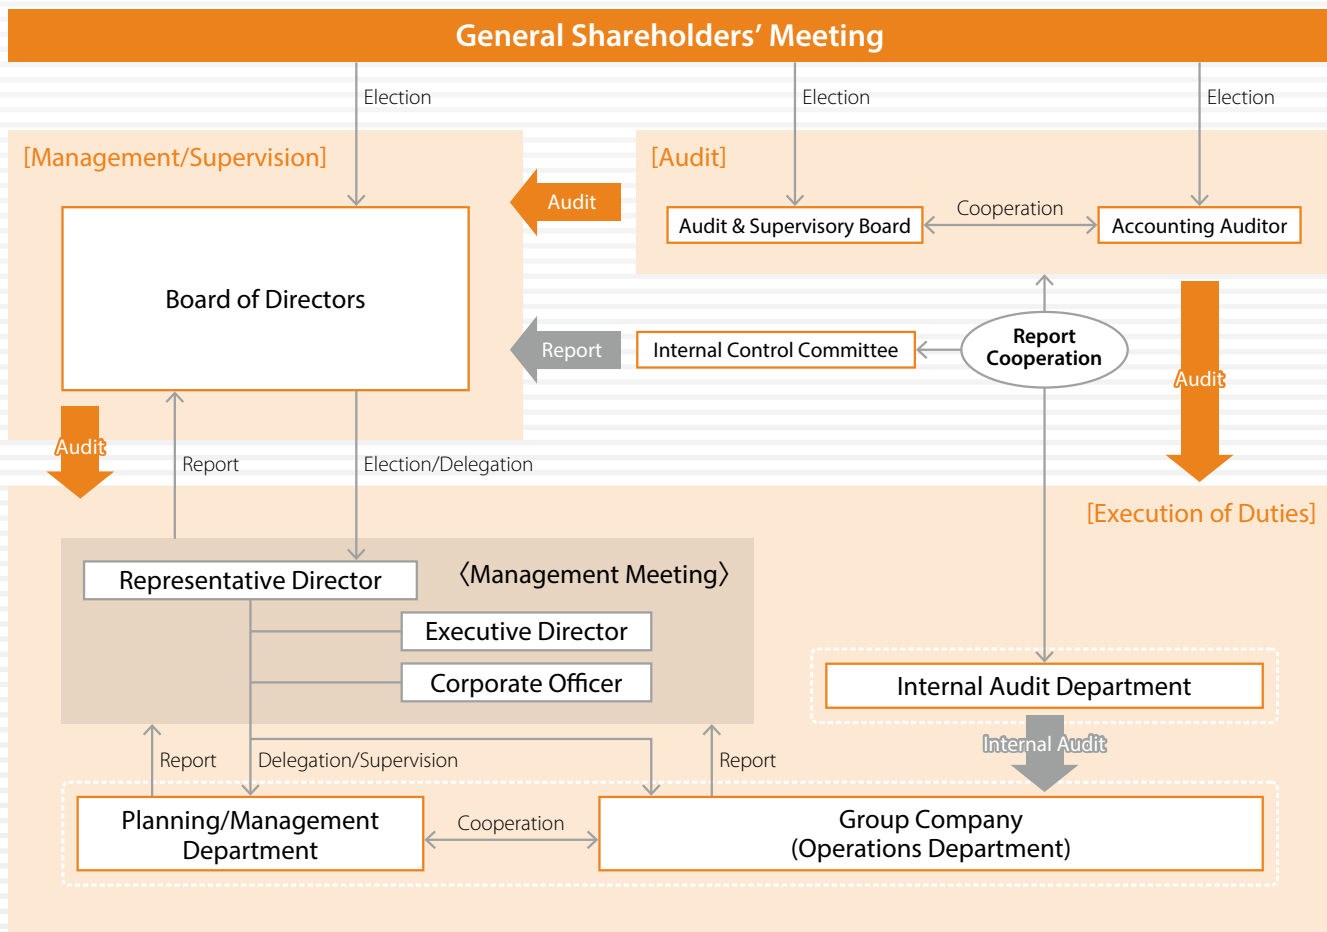 General Shareholders’ Meeting
Election
Election
Election
[Management/Supervision]
[Audit]
Audit
Board of Directors
Audit & Supervisory Board
Cooperation
Accounting Auditor
Report
Internal Control Committee
Report
Cooperation
Audit
Audit
Report
Election/Delegation
[Execution of Duties]
Representative Director
〈Management Meeting〉
Executive Director
Corporate Officer
Internal Audit Department
Report
Delegation/Supervision
Report
Internal Audit
Planning/Management
Department
Cooperation
Group Company
(Operations Department)